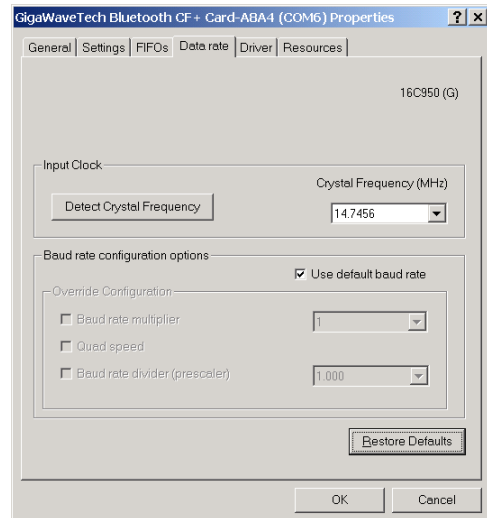 GigaWaveTech Bluetooth CF+ Card-A8A4 (COM6) Properties
General Settings FIFOs Data rate Driver Resources
16C950 (G)
Input Clock
Crystal Frequency (MHz)
Detect Crystal Frequency
14.7456
Baud rate configuration options
Use default baud rate
Override Configuration
Baud rate multiplier 1
Quad speed
Baud rate divider (prescaler) 1.000
Restore Defaults
OK Cancel